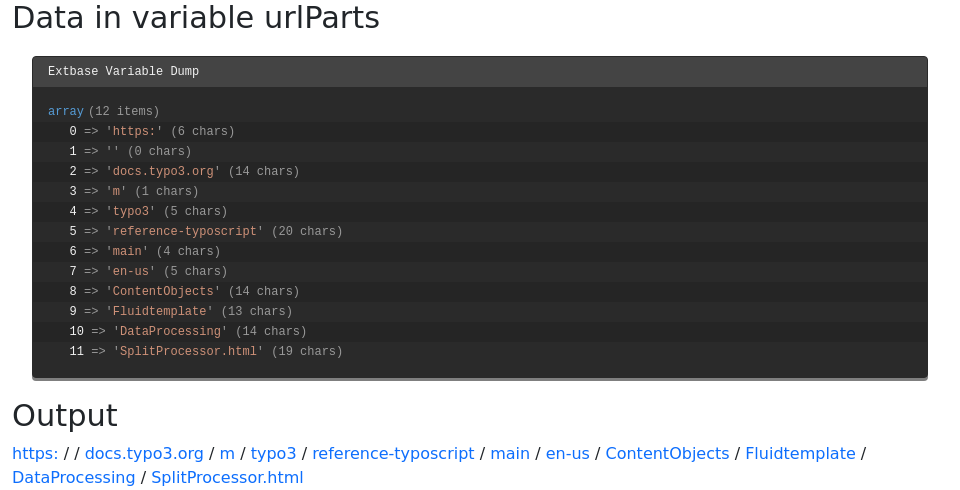 Data in variable urlParts
Extbase Variable Dump
array (12 items)
0 => 'https:' (6 chars)
1 => '' (0 chars)
2 => 'docs.typo3.org' (14 chars)
3 => 'm' (1 chars)
4 => 'typo3' (5 chars)
5 => 'reference-typoscript' (20 chars)
6 => 'main' (4 chars)
7 => 'en-us' (5 chars)
8 => 'ContentObjects' (14 chars)
9 => 'Fluidtemplate' (13 chars)
10 => 'DataProcessing' (14 chars)
11 => 'SplitProcessor.html' (19 chars)
Output
https: / / docs.typo3.org / m / typo3 / reference-typoscript / main / en-us / ContentObjects / Fluidtemplate /
DataProcessing / SplitProcessor.html